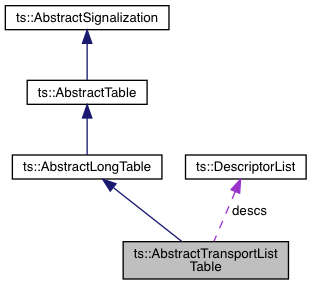 ts::AbstractSignalization
ts::AbstractTable
ts::AbstractLongTable
ts::DescriptorList
descs
ts::AbstractTransportList
Table